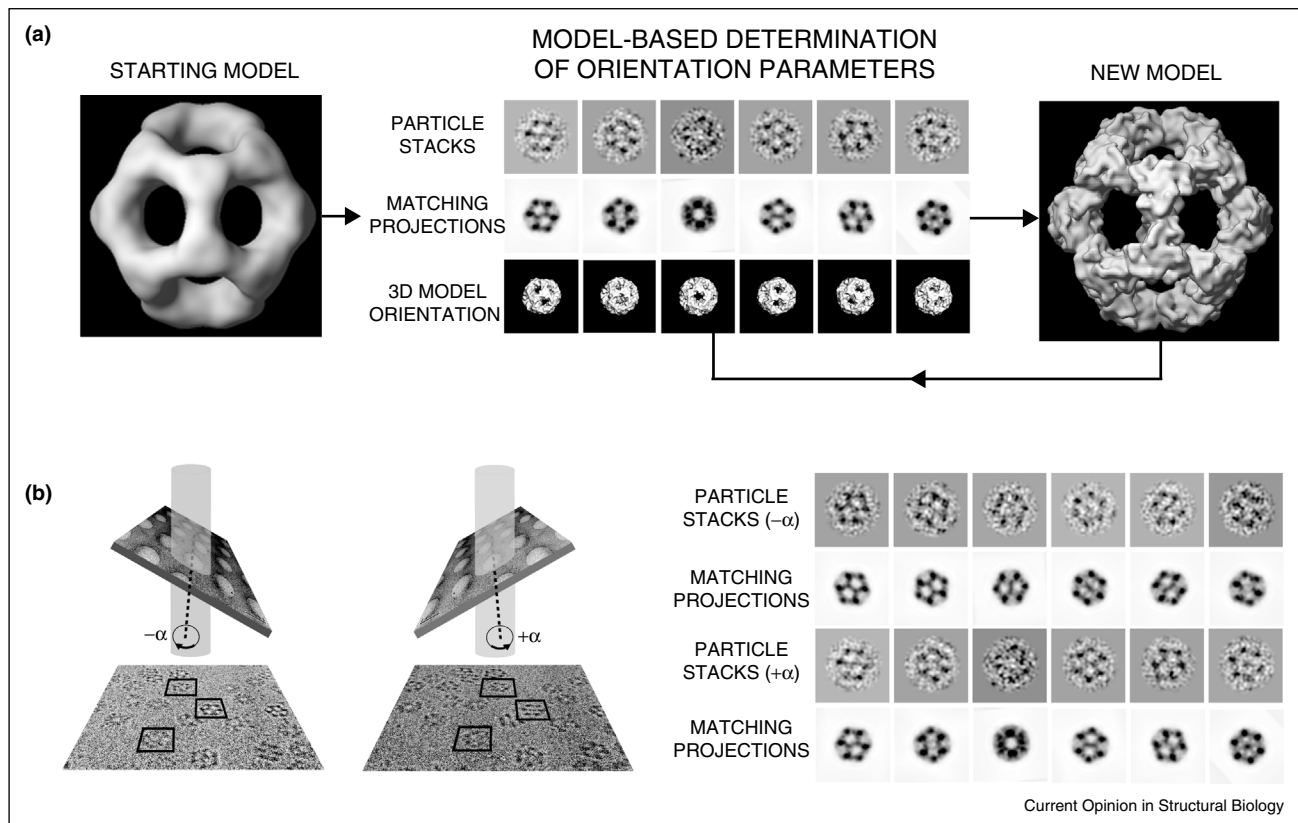 (a)
MODEL-BASED DETERMINATION
OF ORIENTATION PARAMETERS
STARTING MODEL
NEW MODEL
PARTICLE
STACKS
MATCHING
PROJECTIONS
3D MODEL
ORIENTATION
(b)
−α
+α
PARTICLE
STACKS (−α)
MATCHING
PROJECTIONS
PARTICLE
STACKS (+α)
MATCHING
PROJECTIONS
Current Opinion in Structural Biology